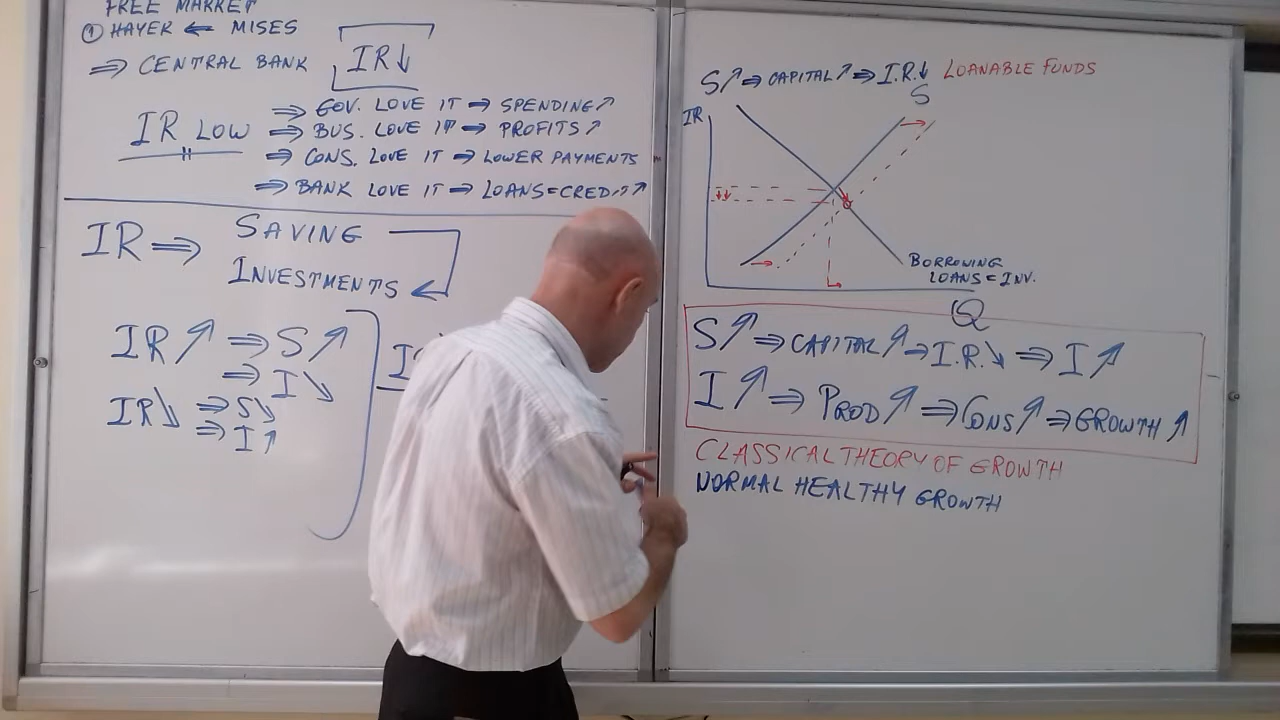 FREE MARKET
① HAYER ← MISES
⇒ CENTRAL BANK IR↓
IR LOW
⇒ GOV. LOVE IT ⇒ SPENDING↗
⇒ BUS. LOVE IT ⇒ PROFITS↗
⇒ CONS. LOVE IT ⇒ LOWER PAYMENTS
⇒ BANK LOVE IT ⇒ LOANS=CREDIT↗
IR ⇒ SAVING
INVESTMENTS
IR↗ ⇒ S↗
⇒ I↘
IR↘ ⇒ S↘
⇒ I↑
S↗ ⇒ CAPITAL↗ ⇒ I.R.↓ LOANABLE FUNDS
S
IR
BORROWING
LOANS = INV.
Q
S↗ ⇒ CAPITAL↗ ⇒ I.R.↘ ⇒ I↗
I↗ ⇒ PROD↗ ⇒ CONS↗ ⇒ GROWTH↗
CLASSICAL THEORY OF GROWTH
NORMAL HEALTHY GROWTH